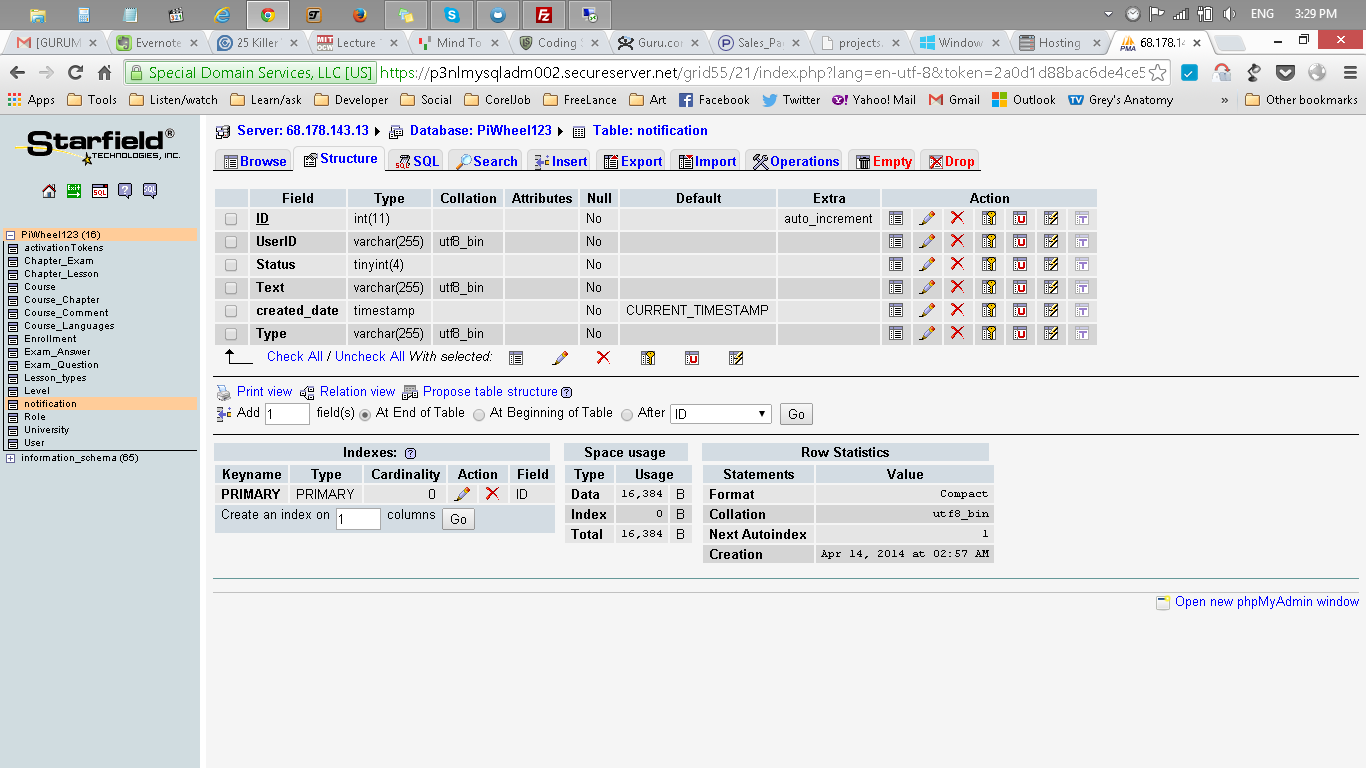 ENG 3:29 PM
[GURUM Evernote 25 Killer Lecture Mind To Coding Guru.co Sales_Pa projects. Window Hosting 68.178.14
Special Domain Services, LLC [US] https://p3nlmysqladm002.secureserver.net/grid55/21/index.php?lang=en-utf-8&token=2a0d1d88bac6de4ce5
Apps Tools Listen/watch Learn/ask Developer Social CorelJob FreeLance Art Facebook Twitter Yahoo! Mail Gmail Outlook Grey's Anatomy » Other bookmarks
Starfield®
TECHNOLOGIES, INC.
Exit SQL ? SQL
PiWheel123 (16)
activationTokens
Chapter_Exam
Chapter_Lesson
Course
Course_Chapter
Course_Comment
Course_Languages
Enrollment
Exam_Answer
Exam_Question
Lesson_types
Level
notification
Role
University
User
information_schema (65)
Server: 68.178.143.13 Database: PiWheel123 Table: notification
Browse Structure SQL Search Insert Export Import Operations Empty Drop
Field Type Collation Attributes Null Default Extra Action
ID int(11) No auto_increment
UserID varchar(255) utf8_bin No
Status tinyint(4) No
Text varchar(255) utf8_bin No
created_date timestamp No CURRENT_TIMESTAMP
Type varchar(255) utf8_bin No
Check All / Uncheck All With selected:
Print view Relation view Propose table structure ?
Add 1 field(s) At End of Table At Beginning of Table After ID Go
Indexes: ?
Keyname Type Cardinality Action Field
PRIMARY PRIMARY 0 ID
Create an index on 1 columns Go
Space usage
Type Usage
Data 16,384 B
Index 0 B
Total 16,384 B
Row Statistics
Statements Value
Format Compact
Collation utf8_bin
Next Autoindex 1
Creation Apr 14, 2014 at 02:57 AM
Open new phpMyAdmin window